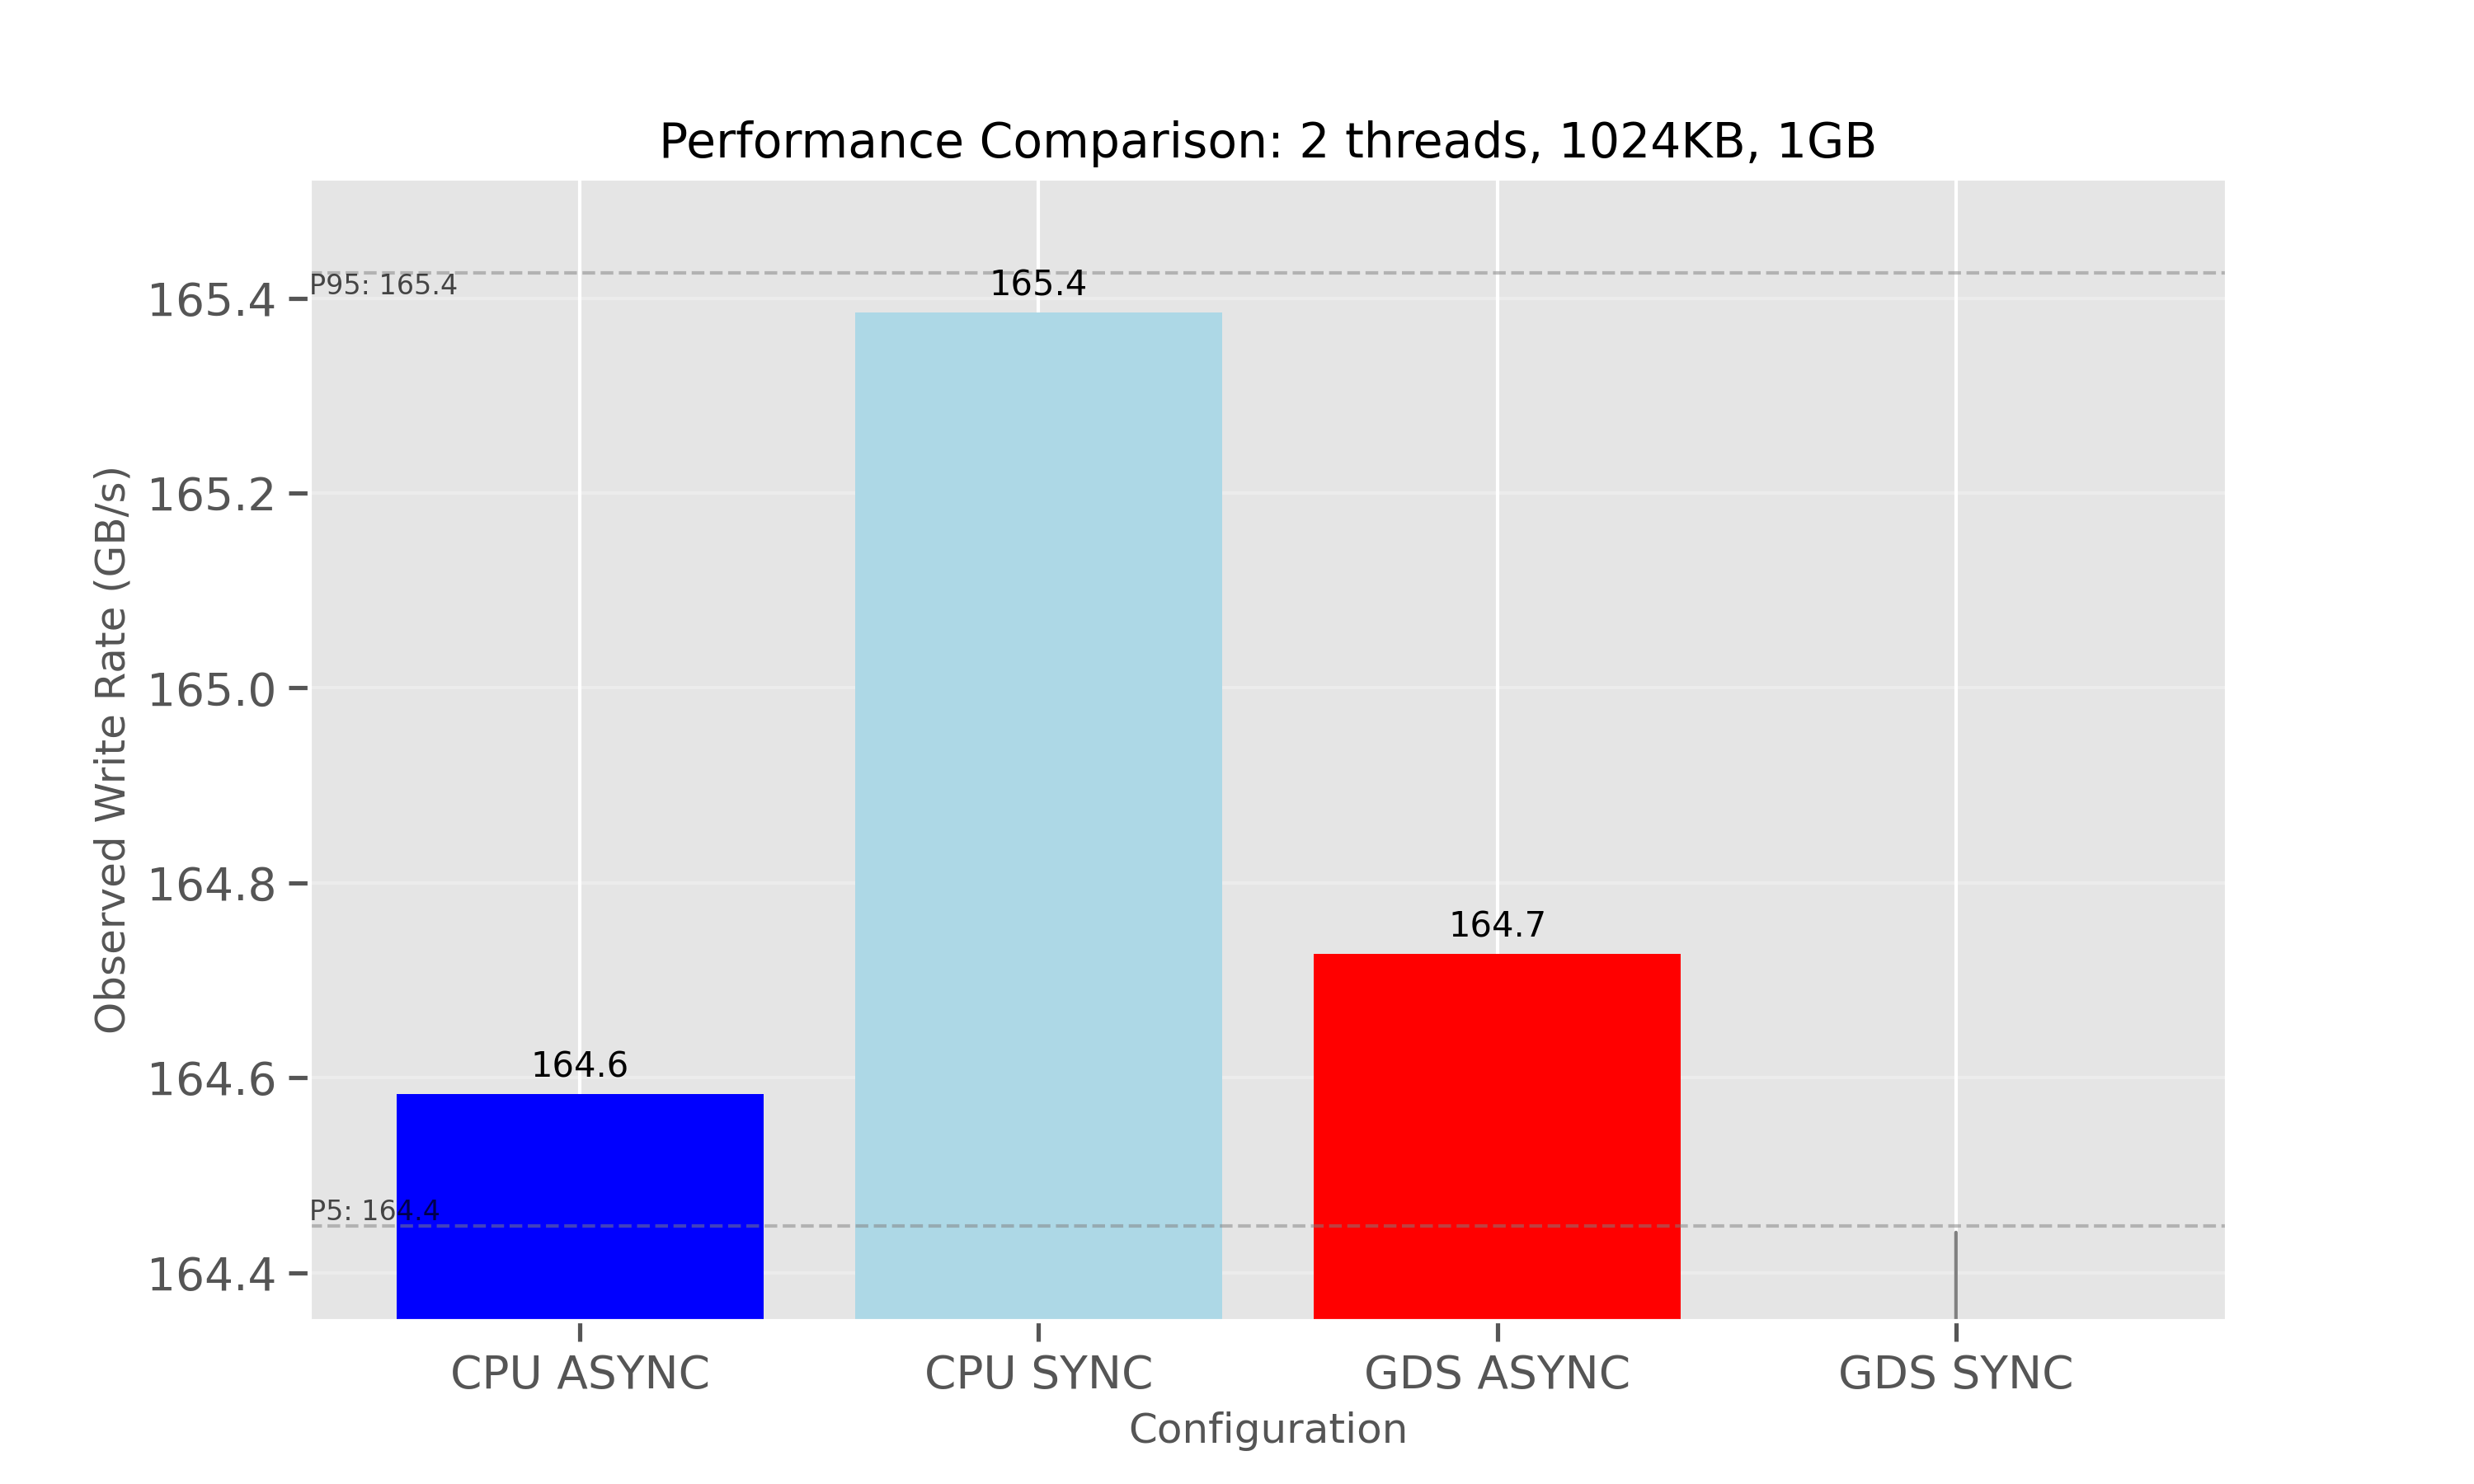 Performance Comparison: 2 threads, 1024KB, 1GB
Observed Write Rate (GB/s)
165.4
165.2
165.0
164.8
164.6
164.4
P95: 165.4
165.4
164.7
164.6
P5: 164.4
CPU ASYNC
CPU SYNC
GDS ASYNC
GDS SYNC
Configuration